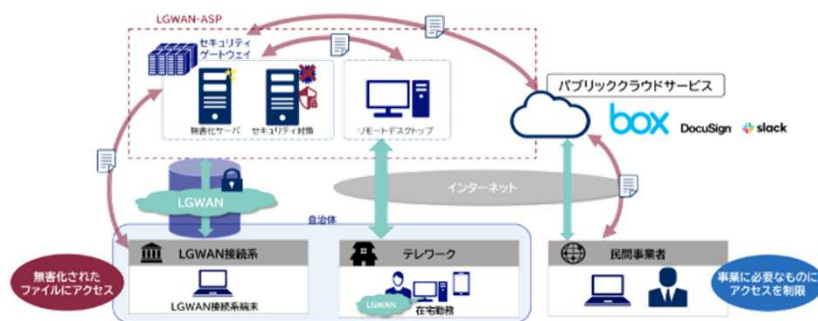 LGWAN-ASP
セキュリティ
ゲートウェイ
無害化サーバ
セキュリティ対策
リモートデスクトップ
パブリッククラウドサービス
box
DocuSign
slack
LGWAN
インターネット
自治体
LGWAN接続系
テレワーク
民間事業者
無害化された
ファイルにアクセス
LGWAN接続系端末
LGWAN
在宅勤務
事業に必要なものに
アクセスを制限